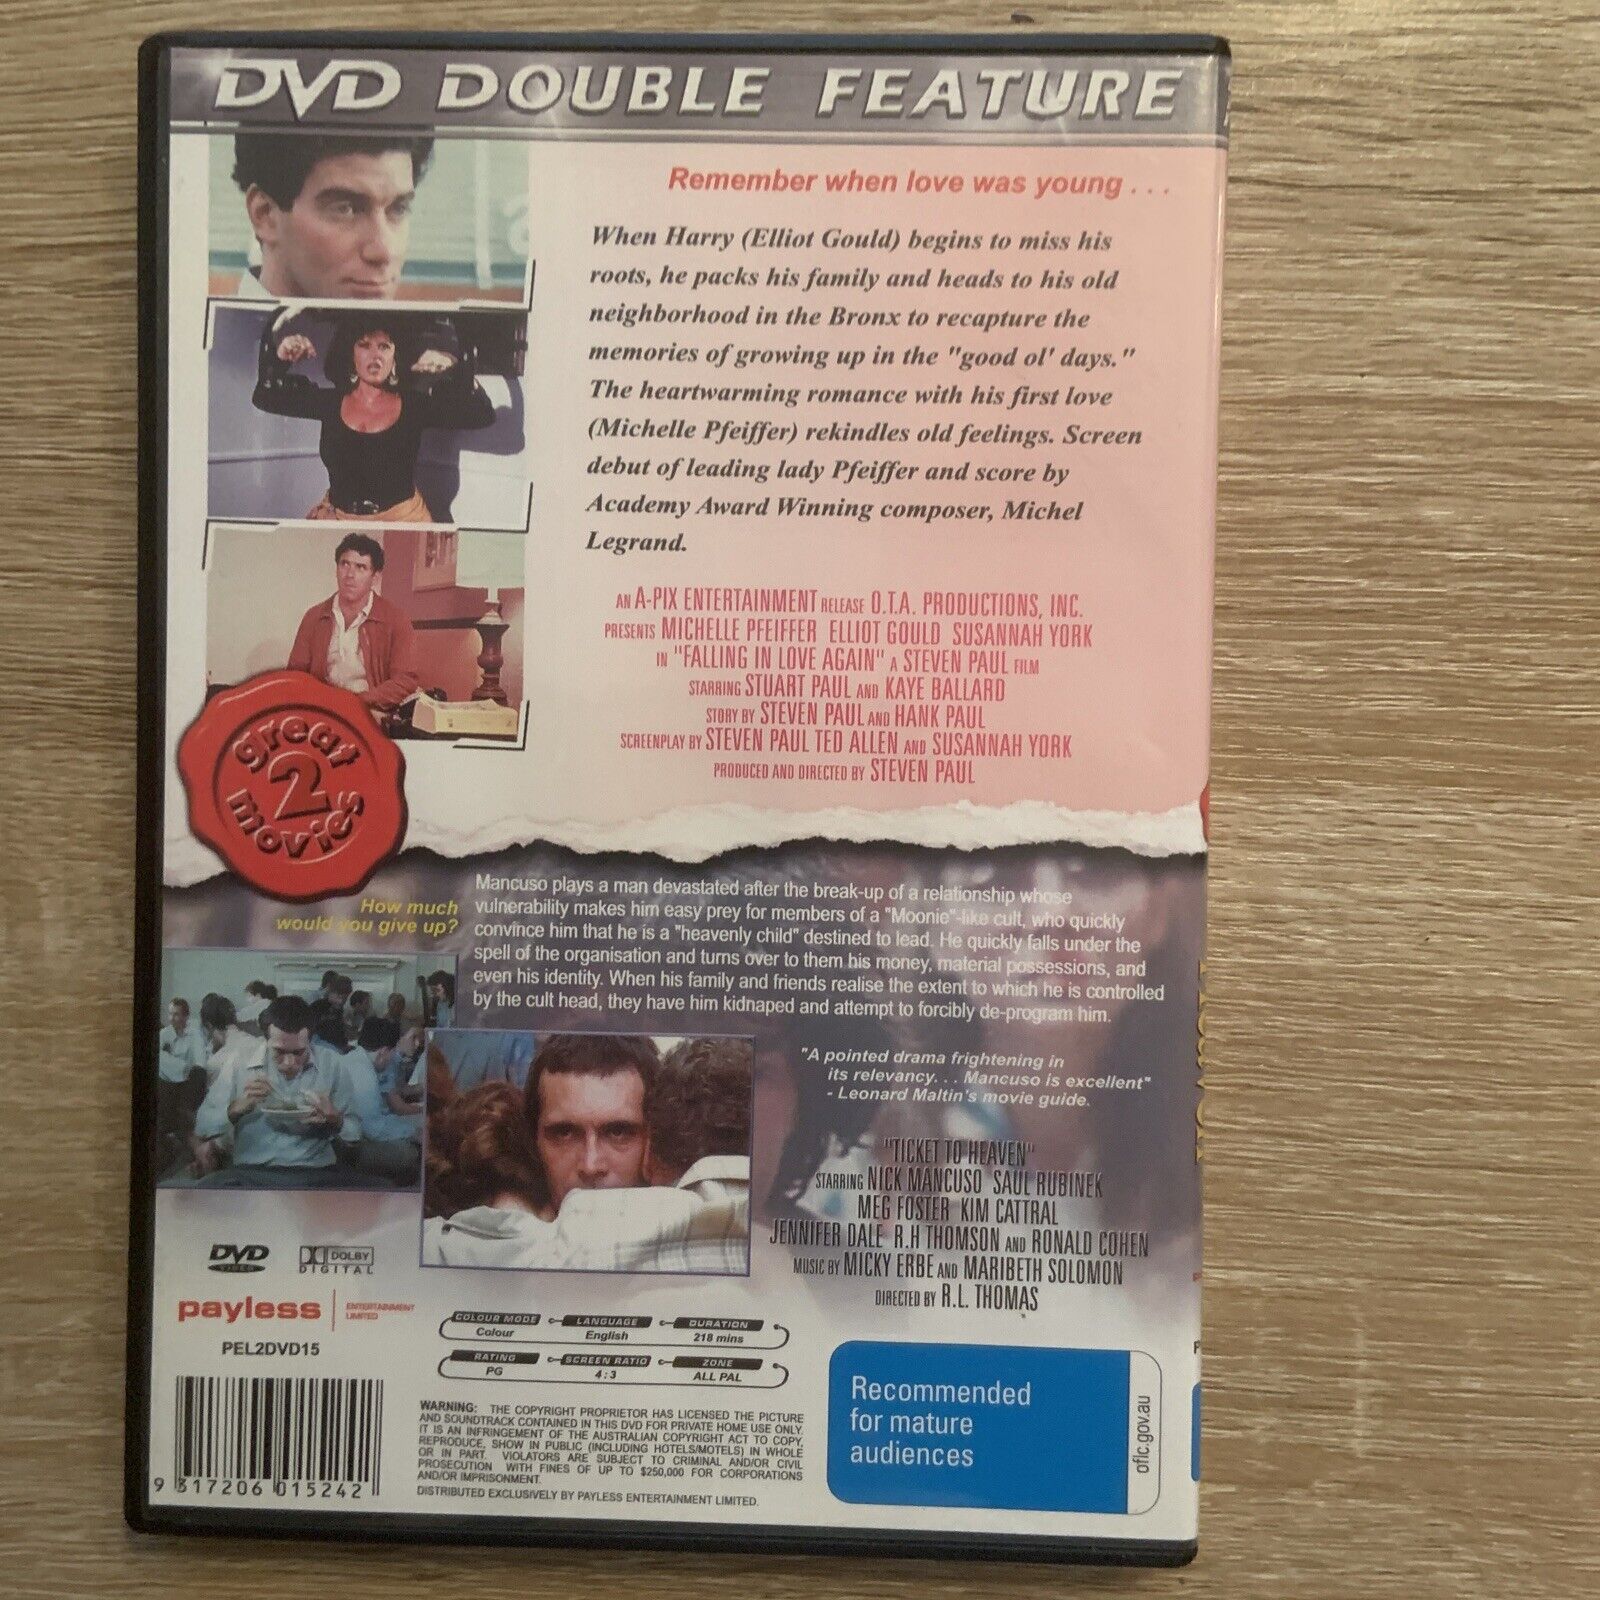 DVD DOUBLE FEATURE
Remember when love was young . . .
When Harry (Elliot Gould) begins to miss his
roots, he packs his family and heads to his old
neighborhood in the Bronx to recapture the
memories of growing up in the "good ol' days."
The heartwarming romance with his first love
(Michelle Pfeiffer) rekindles old feelings. Screen
debut of leading lady Pfeiffer and score by
Academy Award Winning composer, Michel
Legrand.
AN A-PIX ENTERTAINMENT RELEASE O.T.A. PRODUCTIONS, INC.
PRESENTS MICHELLE PFEIFFER ELLIOT GOULD SUSANNAH YORK
IN "FALLING IN LOVE AGAIN" A STEVEN PAUL FILM
STARRING STUART PAUL AND KAYE BALLARD
STORY BY STEVEN PAUL AND HANK PAUL
SCREENPLAY BY STEVEN PAUL TED ALLEN AND SUSANNAH YORK
PRODUCED AND DIRECTED BY STEVEN PAUL
great
2
movies
How much
would you give up?
Mancuso plays a man devastated after the break-up of a relationship whose
vulnerability makes him easy prey for members of a "Moonie"-like cult, who quickly
convince him that he is a "heavenly child" destined to lead. He quickly falls under the
spell of the organisation and turns over to them his money, material possessions, and
even his identity. When his family and friends realise the extent to which he is controlled
by the cult head, they have him kidnaped and attempt to forcibly de-program him.
"A pointed drama frightening in
its relevancy. . . Mancuso is excellent"
- Leonard Maltin's movie guide.
"TICKET TO HEAVEN"
STARRING NICK MANCUSO SAUL RUBINEK
MEG FOSTER KIM CATTRAL
JENNIFER DALE R.H THOMSON AND RONALD COHEN
MUSIC BY MICKY ERBE AND MARIBETH SOLOMON
DIRECTED BY R.L. THOMAS
DVD VIDEO
DOLBY DIGITAL
payless ENTERTAINMENT LIMITED
PEL2DVD15
COLOUR MODE LANGUAGE DURATION
Colour English 218 mins
RATING SCREEN RATIO ZONE
PG 4:3 ALL PAL
WARNING: THE COPYRIGHT PROPRIETOR HAS LICENSED THE PICTURE
AND SOUNDTRACK CONTAINED IN THIS DVD FOR PRIVATE HOME USE ONLY.
IT IS AN INFRINGEMENT OF THE AUSTRALIAN COPYRIGHT ACT TO COPY,
REPRODUCE, SHOW IN PUBLIC (INCLUDING HOTELS/MOTELS) IN WHOLE
OR IN PART. VIOLATORS ARE SUBJECT TO CRIMINAL AND/OR CIVIL
PROSECUTION WITH FINES OF UP TO $250,000 FOR CORPORATIONS
AND/OR IMPRISONMENT.
DISTRIBUTED EXCLUSIVELY BY PAYLESS ENTERTAINMENT LIMITED.
9 317206 015242
Recommended
for mature
audiences
oflc.gov.au